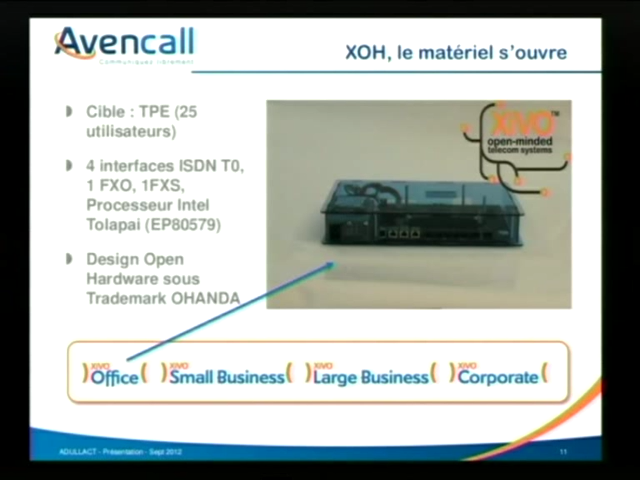 Avencall
Communiquez librement
XOH, le matériel s'ouvre
Cible : TPE (25
utilisateurs)
4 interfaces ISDN T0,
1 FXO, 1FXS,
Processeur Intel
Tolapai (EP80579)
Design Open
Hardware sous
Trademark OHANDA
XIVO™
open-minded
telecom systems
XIVO
Office
XIVO
Small Business
XIVO
Large Business
XIVO
Corporate
ADULLACT - Présentation - Sept 2012
11